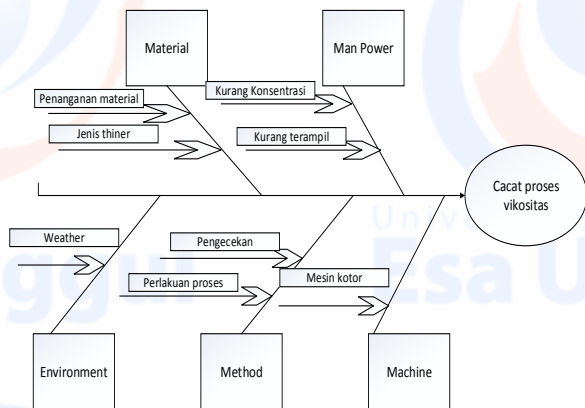 Material
Man Power
Kurang Konsentrasi
Penanganan material
Jenis thiner
Kurang terampil
Cacat proses
vikositas
Weather
Pengecekan
Perlakuan proses
Mesin kotor
Environment
Method
Machine
Esa U